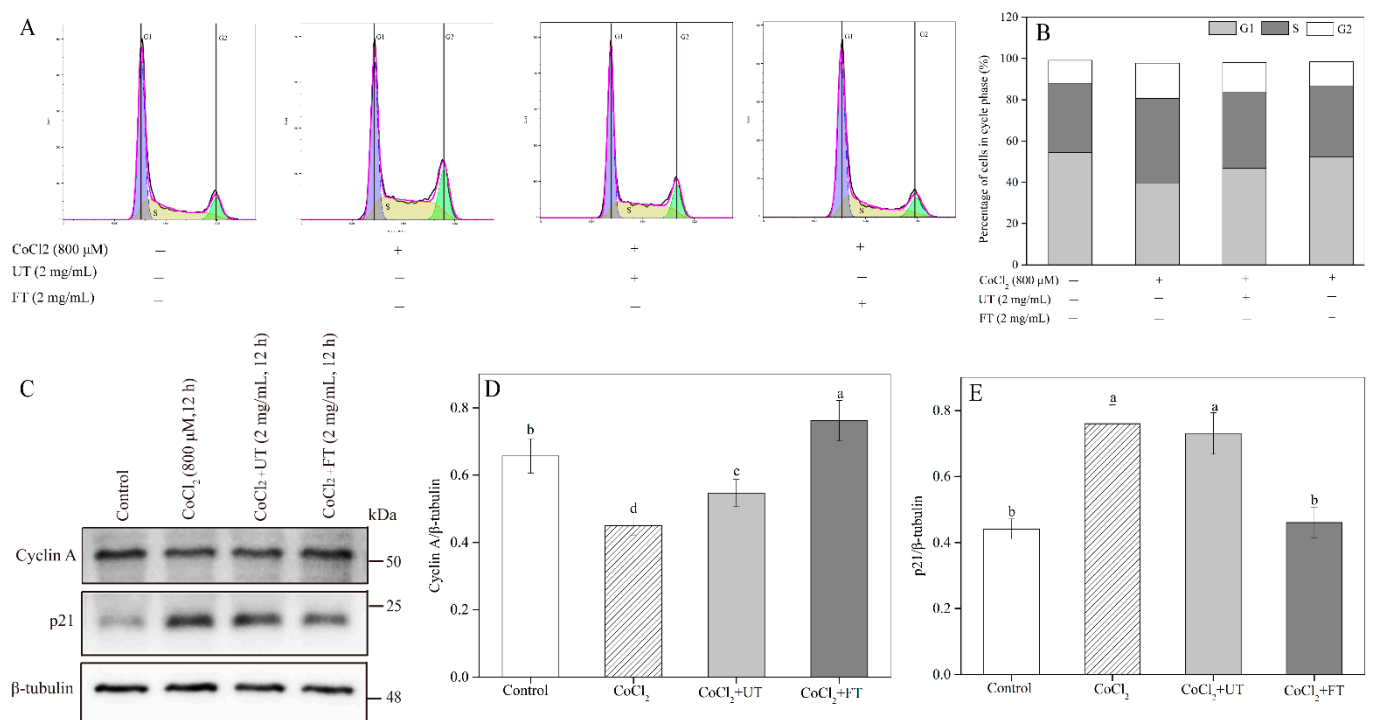 A
G1
G2
S
G1
G2
S
G1
G2
S
G1
G2
S
CoCl2 (800 μM) — + + +
UT (2 mg/mL) — — + —
FT (2 mg/mL) — — — +
B
G1 S G2
Percentage of cells in cycle phase (%)
120
100
80
60
40
20
0
CoCl2 (800 μM) — + + +
UT (2 mg/mL) — — + —
FT (2 mg/mL) — — — +
C
Control
CoCl2 (800 μM,12 h)
CoCl2 +UT (2 mg/mL, 12 h)
CoCl2 +FT (2 mg/mL, 12 h)
kDa
Cyclin A
50
p21
25
β-tubulin
48
D
Cyclin A/β-tubulin
0.8
0.6
0.4
0.2
0.0
b
d
c
a
Control CoCl2 CoCl2+UT CoCl2+FT
E
p21/β-tubulin
0.8
0.6
0.4
0.2
0.0
b
a
a
b
Control CoCl2 CoCl2+UT CoCl2+FT